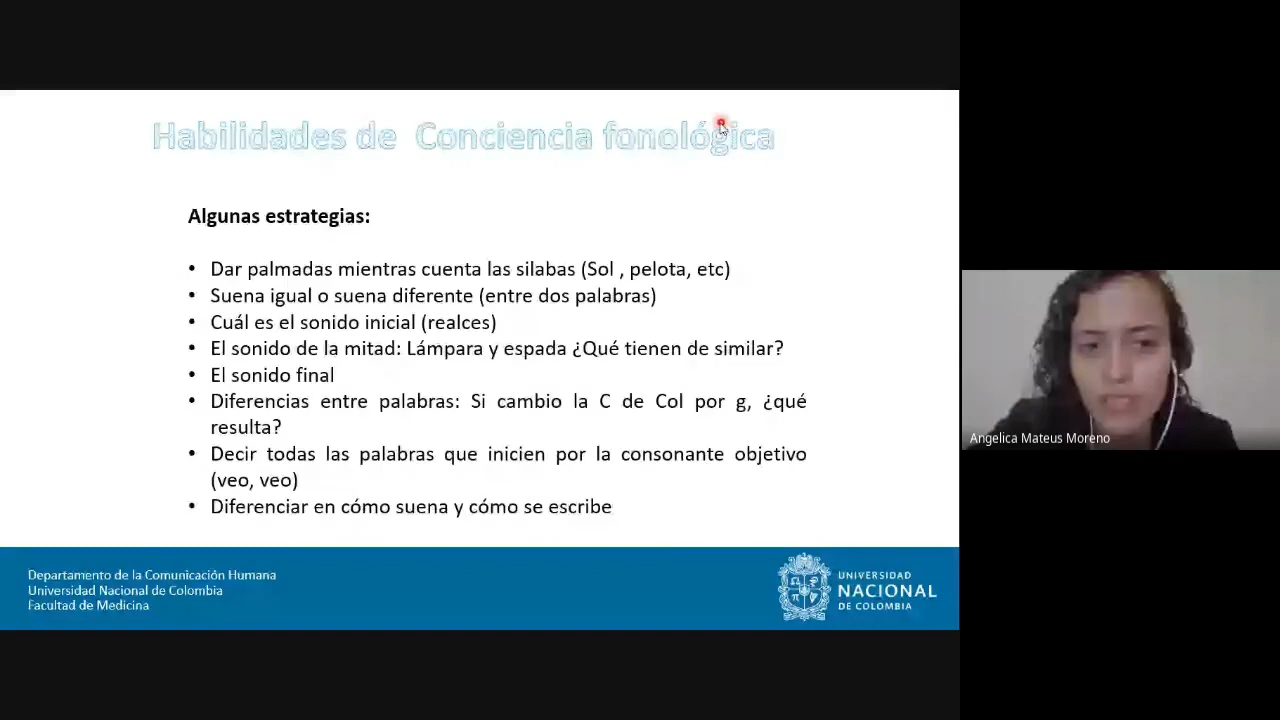 Habilidades de Conciencia fonológica
Algunas estrategias:
• Dar palmadas mientras cuenta las silabas (Sol , pelota, etc)
• Suena igual o suena diferente (entre dos palabras)
• Cuál es el sonido inicial (realces)
• El sonido de la mitad: Lámpara y espada ¿Qué tienen de similar?
• El sonido final
• Diferencias entre palabras: Si cambio la C de Col por g, ¿qué
resulta?
• Decir todas las palabras que inicien por la consonante objetivo
(veo, veo)
• Diferenciar en cómo suena y cómo se escribe
Angelica Mateus Moreno
Departamento de la Comunicación Humana
Universidad Nacional de Colombia
Facultad de Medicina
UNIVERSIDAD
NACIONAL
DE COLOMBIA